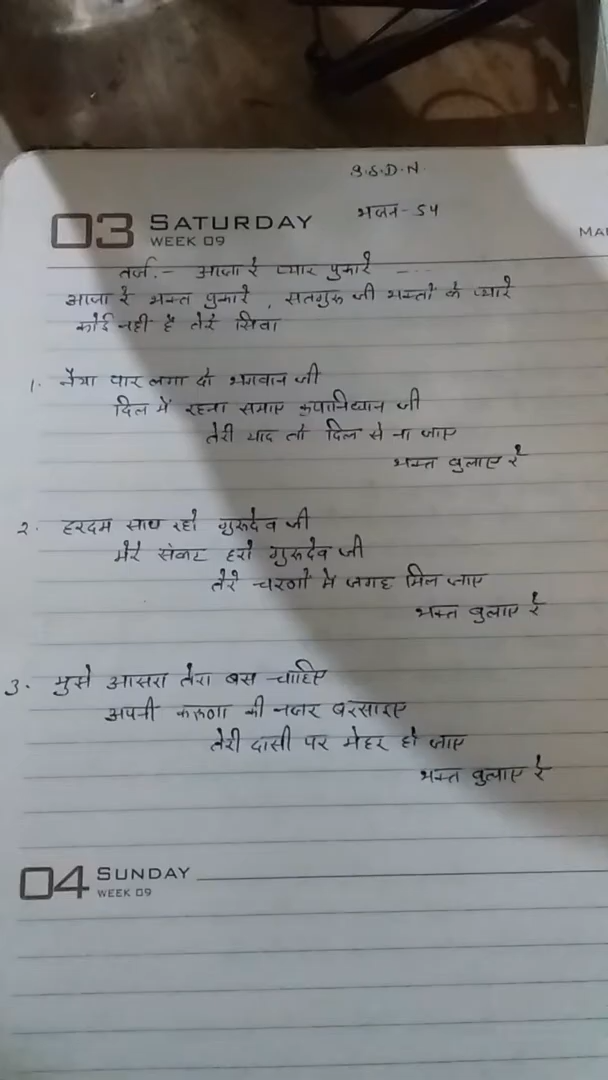 S.S.D.N.
भजन - 54
03 SATURDAY
WEEK 09
MAR
तर्ज :- आजा रे प्यार पुकारे ----
आजा रे भक्त पुकारे , सतगुरु जी भक्तों के प्यारे
कोई नही है तेरे सिवा
1. नैया पार लगा दो भगवान जी
दिल में रहना समाए कृपानिधान जी
तेरी याद तो दिल से ना जाए
भक्त बुलाए रे
2. हरदम साथ रहो गुरुदेव जी
मेरे संकट हरो गुरुदेव जी
तेरे चरणों में जगह मिल जाए
भक्त बुलाए रे
3. मुझे आसरा तेरा बस चाहिए
अपनी करुणा की नजर बरसाइए
तेरी दासी पर मेहर हो जाए
भक्त बुलाए रे
04 SUNDAY
WEEK 09